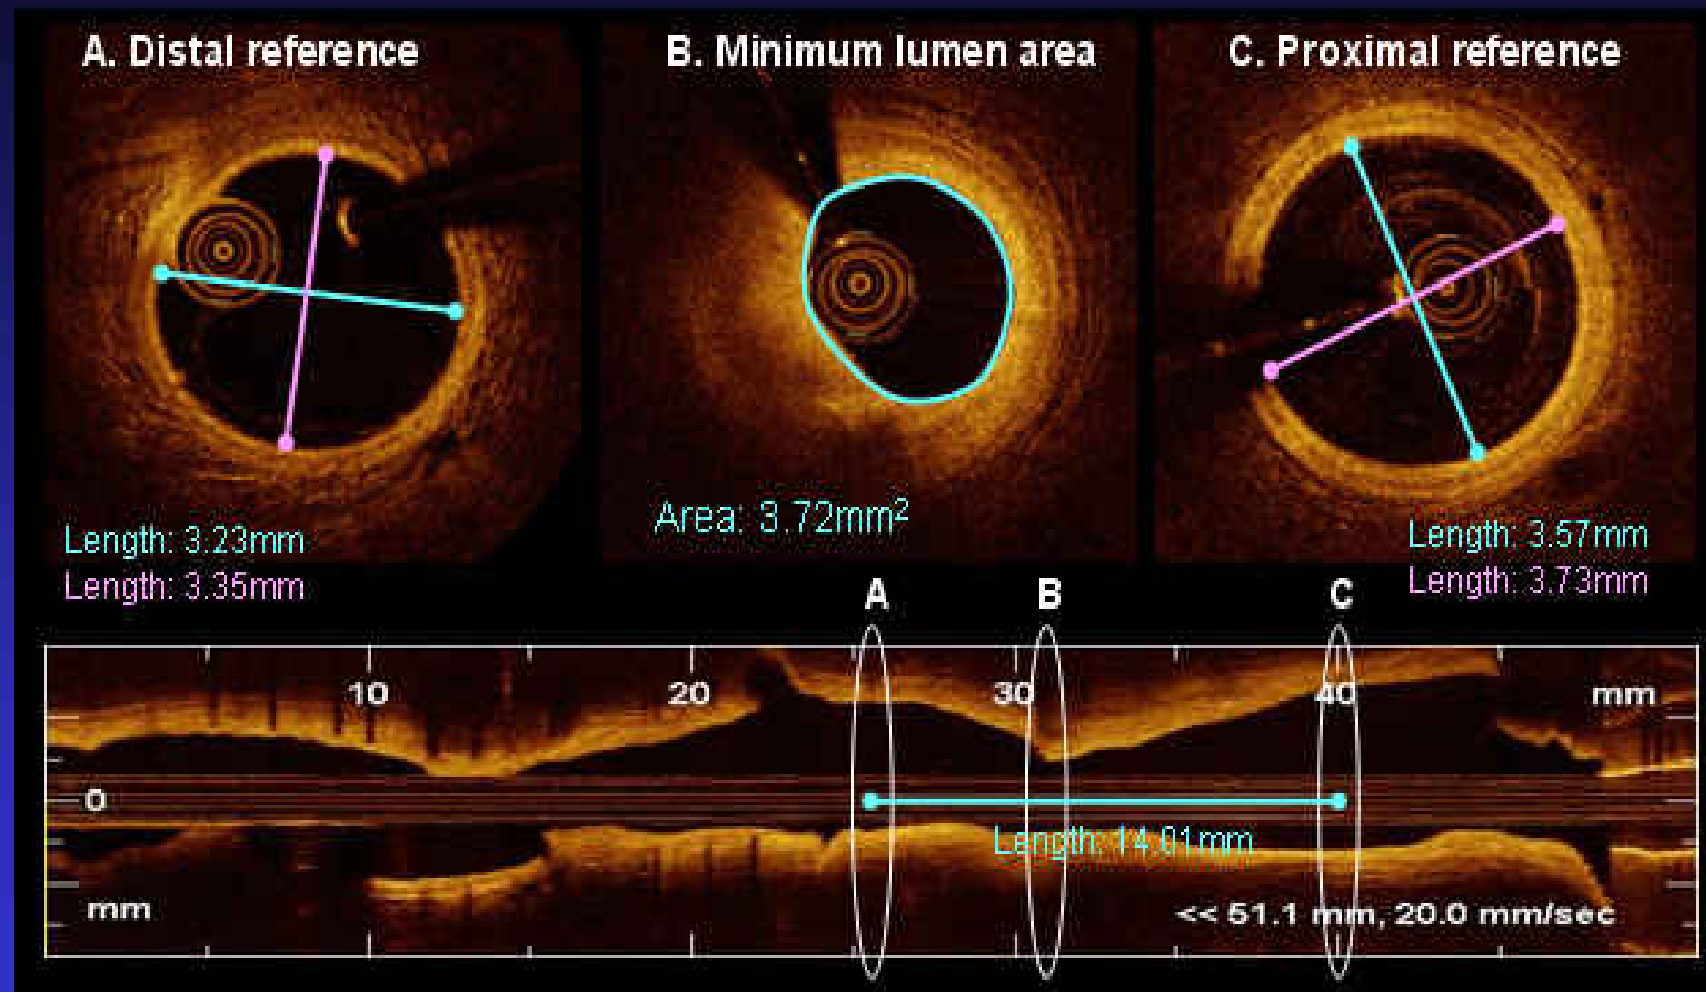 A. Distal reference
B. Minimum lumen area
C. Proximal reference
Length: 3.23mm
Length: 3.35mm
Area: 3.72mm²
Length: 3.57mm
Length: 3.73mm
A
B
C
10
20
30
40
mm
0
Length: 14.01mm
mm
<< 51.1 mm, 20.0 mm/sec